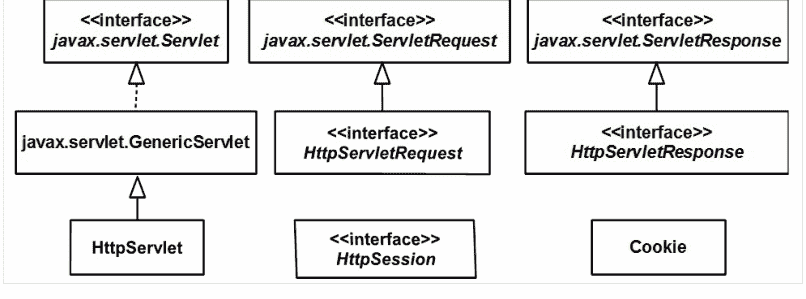 <<interface>>
javax.servlet.Servlet
<<interface>>
javax.servlet.ServletRequest
<<interface>>
javax.servlet.ServletResponse
javax.servlet.GenericServlet
<<interface>>
HttpServletRequest
<<interface>>
HttpServletResponse
HttpServlet
<<interface>>
HttpSession
Cookie